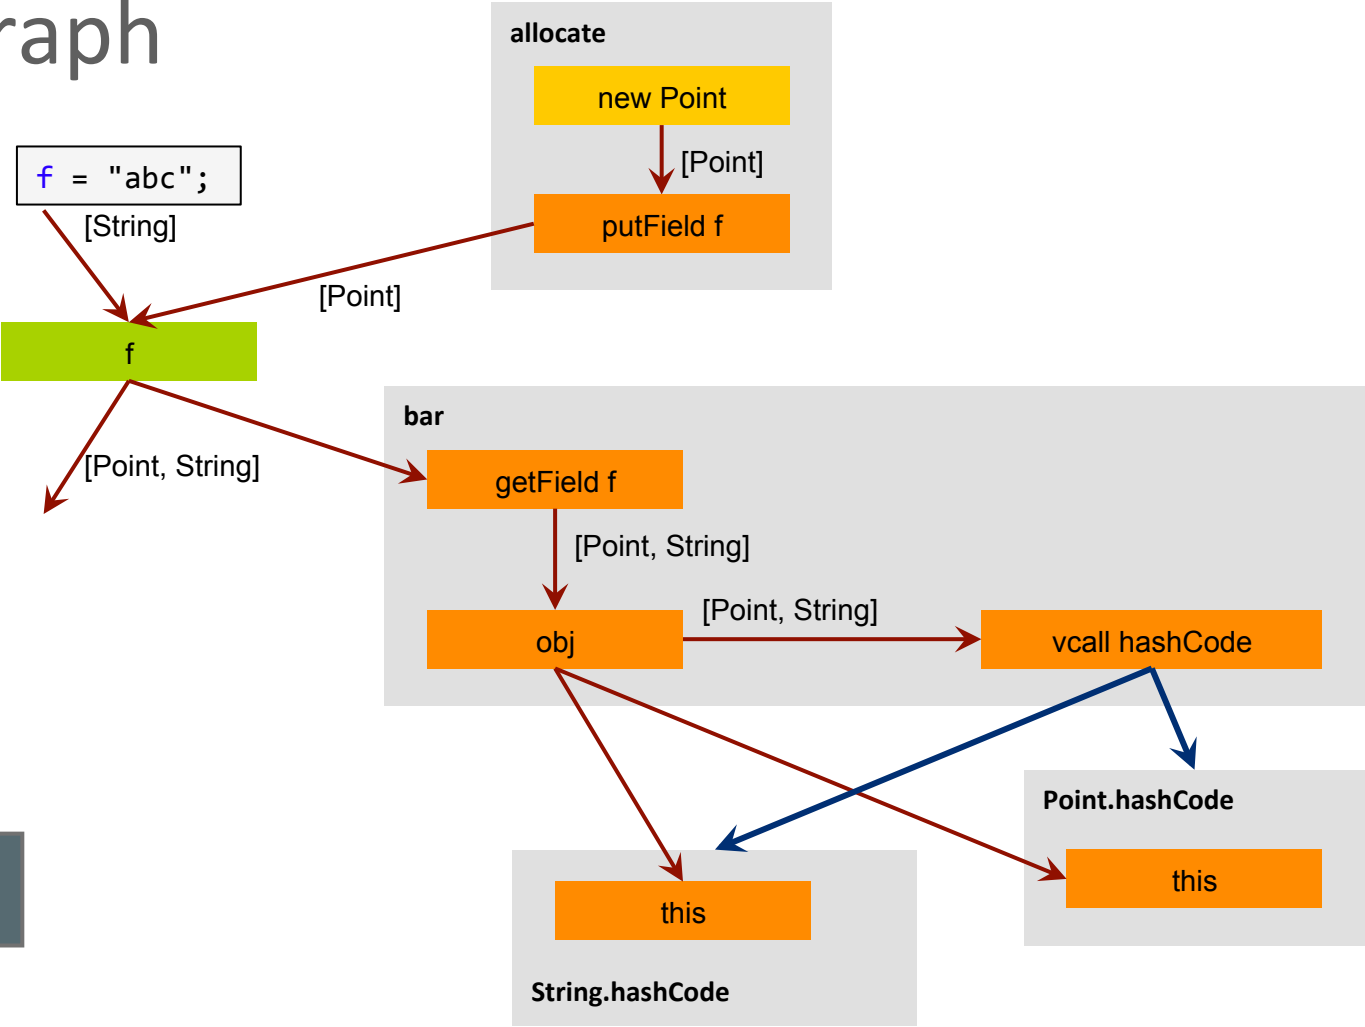 raph
allocate
new Point
[Point]
f = "abc";
[String]
putField f
[Point]
f
bar
[Point, String]
getField f
[Point, String]
[Point, String]
obj
vcall hashCode
Point.hashCode
this
this
String.hashCode